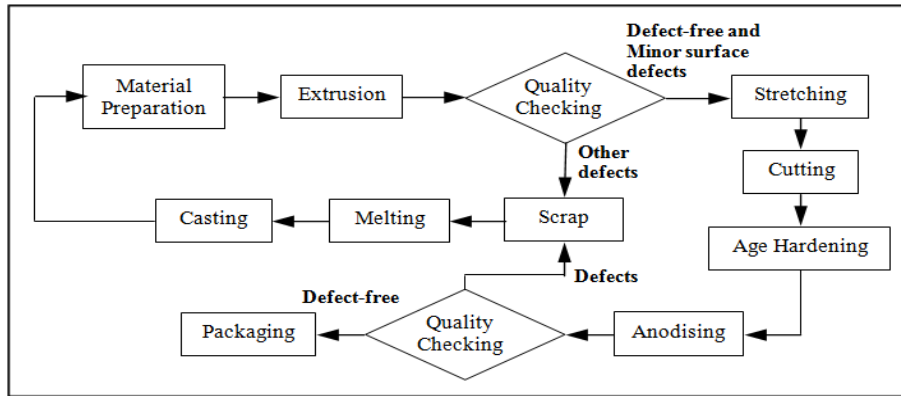 Material
Preparation
Extrusion
Quality
Checking
Defect-free and
Minor surface
defects
Stretching
Cutting
Age Hardening
Anodising
Quality
Checking
Defect-free
Packaging
Defects
Other
defects
Scrap
Melting
Casting